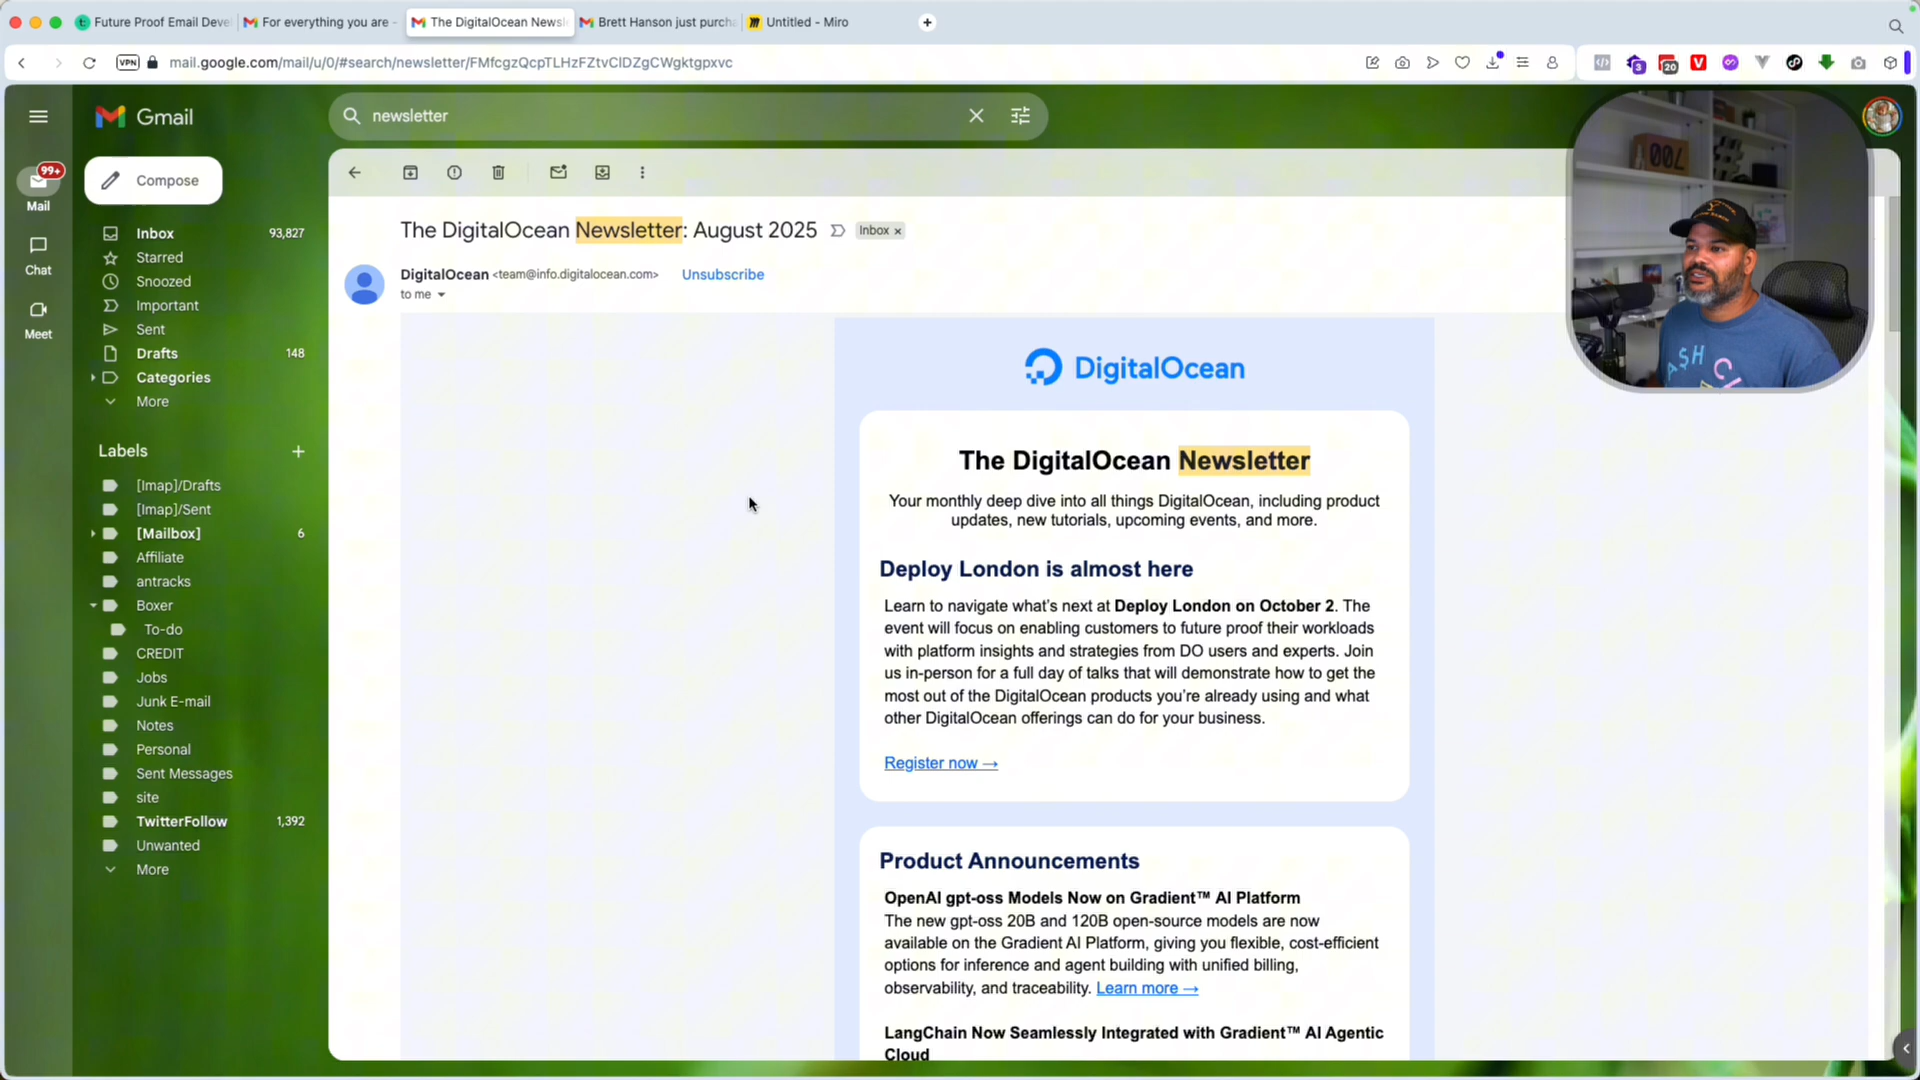 Future Proof Email Deve
For everything you are -
The DigitalOcean Newsl
Brett Hanson just purch
Untitled - Miro
VPN
mail.google.com/mail/u/0/#search/newsletter/FMfcgzQcpTLHzFZtvClDZgCWgktgpxvc
3
20
Gmail
newsletter
99+
Mail
Chat
Meet
Compose
Inbox 93,827
Starred
Snoozed
Important
Sent
Drafts 148
Categories
More
Labels
[Imap]/Drafts
[Imap]/Sent
[Mailbox] 6
Affiliate
antracks
Boxer
To-do
CREDIT
Jobs
Junk E-mail
Notes
Personal
Sent Messages
site
TwitterFollow 1,392
Unwanted
More
The DigitalOcean Newsletter: August 2025
Inbox x
DigitalOcean <team@info.digitalocean.com> Unsubscribe
to me
DigitalOcean
The DigitalOcean Newsletter
Your monthly deep dive into all things DigitalOcean, including product
updates, new tutorials, upcoming events, and more.
Deploy London is almost here
Learn to navigate what's next at Deploy London on October 2. The
event will focus on enabling customers to future proof their workloads
with platform insights and strategies from DO users and experts. Join
us in-person for a full day of talks that will demonstrate how to get the
most out of the DigitalOcean products you're already using and what
other DigitalOcean offerings can do for your business.
Register now →
Product Announcements
OpenAI gpt-oss Models Now on Gradient™ AI Platform
The new gpt-oss 20B and 120B open-source models are now
available on the Gradient AI Platform, giving you flexible, cost-efficient
options for inference and agent building with unified billing,
observability, and traceability. Learn more →
LangChain Now Seamlessly Integrated with Gradient™ AI Agentic
Cloud